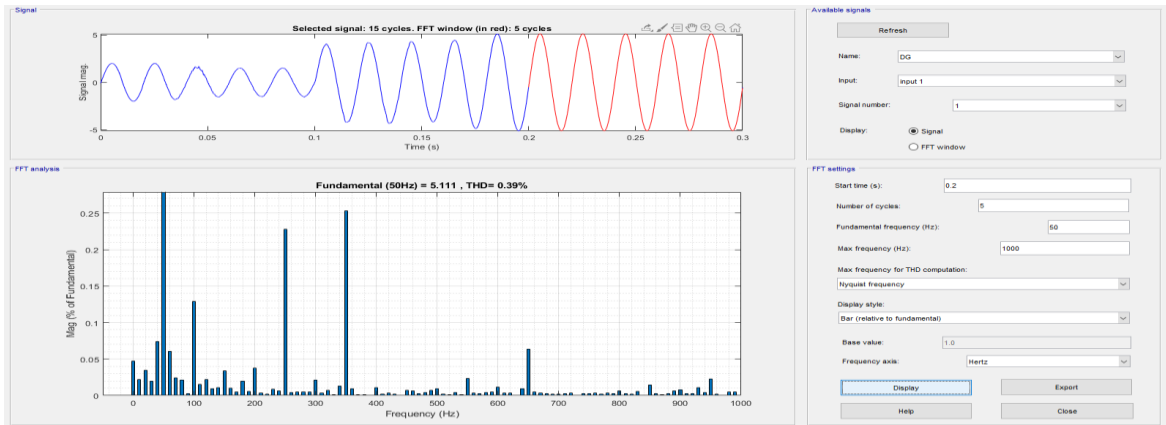 Signal
Selected signal: 15 cycles. FFT window (in red): 5 cycles
Signal mag.
5
0
-5
0
0.05
0.1
0.15
0.2
0.25
0.3
Time (s)
FFT analysis
Fundamental (50Hz) = 5.111 , THD= 0.39%
Mag (% of Fundamental)
0.25
0.2
0.15
0.1
0.05
0
0
100
200
300
400
500
600
700
800
900
1000
Frequency (Hz)
Available signals
Refresh
Name:
DG
Input:
input 1
Signal number:
1
Display:
Signal
FFT window
FFT settings
Start time (s):
0.2
Number of cycles:
5
Fundamental frequency (Hz):
50
Max frequency (Hz):
1000
Max frequency for THD computation:
Nyquist frequency
Display style:
Bar (relative to fundamental)
Base value:
1.0
Frequency axis:
Hertz
Display
Export
Help
Close